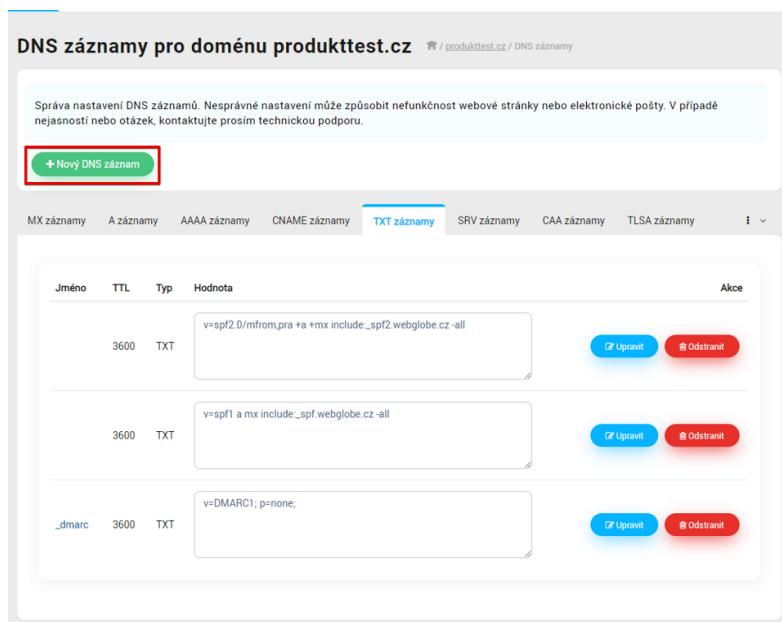 DNS záznamy pro doménu produkttest.cz / produkttest.cz / DNS záznamy
Správa nastavení DNS záznamů. Nesprávné nastavení může způsobit nefunkčnost webové stránky nebo elektronické pošty. V případě
nejasností nebo otázek, kontaktujte prosím technickou podporu.
+ Nový DNS záznam
MX záznamy A záznamy AAAA záznamy CNAME záznamy TXT záznamy SRV záznamy CAA záznamy TLSA záznamy
Jméno TTL Typ Hodnota Akce
v=spf2.0/mfrom,pra +a +mx include:_spf2.webglobe.cz -all
3600 TXT Upravit Odstranit
v=spf1 a mx include:_spf.webglobe.cz -all
3600 TXT Upravit Odstranit
v=DMARC1; p=none;
_dmarc 3600 TXT Upravit Odstranit